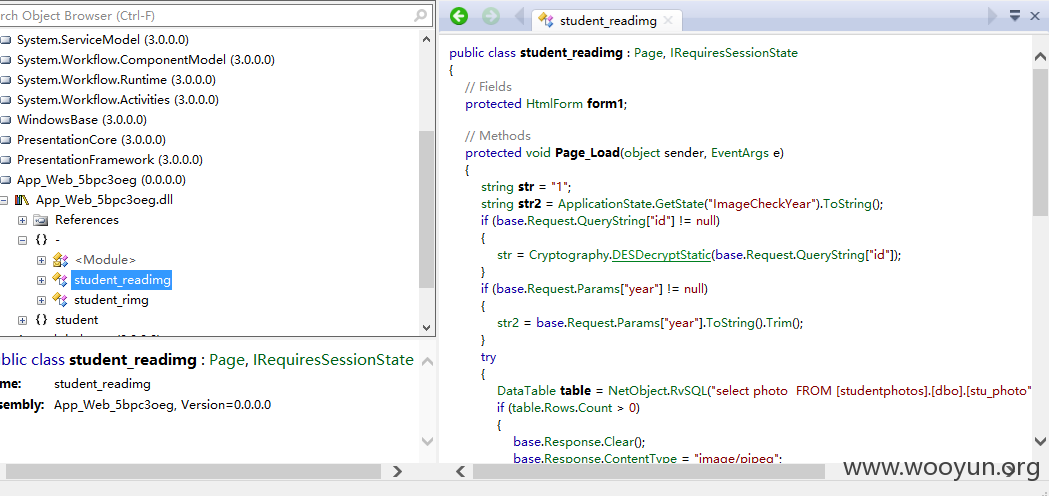 rch Object Browser (Ctrl-F)
System.ServiceModel (3.0.0.0)
System.Workflow.ComponentModel (3.0.0.0)
System.Workflow.Runtime (3.0.0.0)
System.Workflow.Activities (3.0.0.0)
WindowsBase (3.0.0.0)
PresentationCore (3.0.0.0)
PresentationFramework (3.0.0.0)
App_Web_5bpc3oeg (0.0.0.0)
App_Web_5bpc3oeg.dll
References
{} -
<Module>
student_readimg
student_rimg
{} student
blic class student_readimg : Page, IRequiresSessionState
me: student_readimg
sembly: App_Web_5bpc3oeg, Version=0.0.0.0
student_readimg
public class student_readimg : Page, IRequiresSessionState
{
// Fields
protected HtmlForm form1;
// Methods
protected void Page_Load(object sender, EventArgs e)
{
string str = "1";
string str2 = ApplicationState.GetState("ImageCheckYear").ToString();
if (base.Request.QueryString["id"] != null)
{
str = Cryptography.DESDecryptStatic(base.Request.QueryString["id"]);
}
if (base.Request.Params["year"] != null)
{
str2 = base.Request.Params["year"].ToString().Trim();
}
try
{
DataTable table = NetObject.RvSQL("select photo  FROM [studentphotos].[dbo].[stu_photo"
if (table.Rows.Count > 0)
{
base.Response.Clear();
base.Response.ContentType = "image/pjpeg";
www.wooyun.org